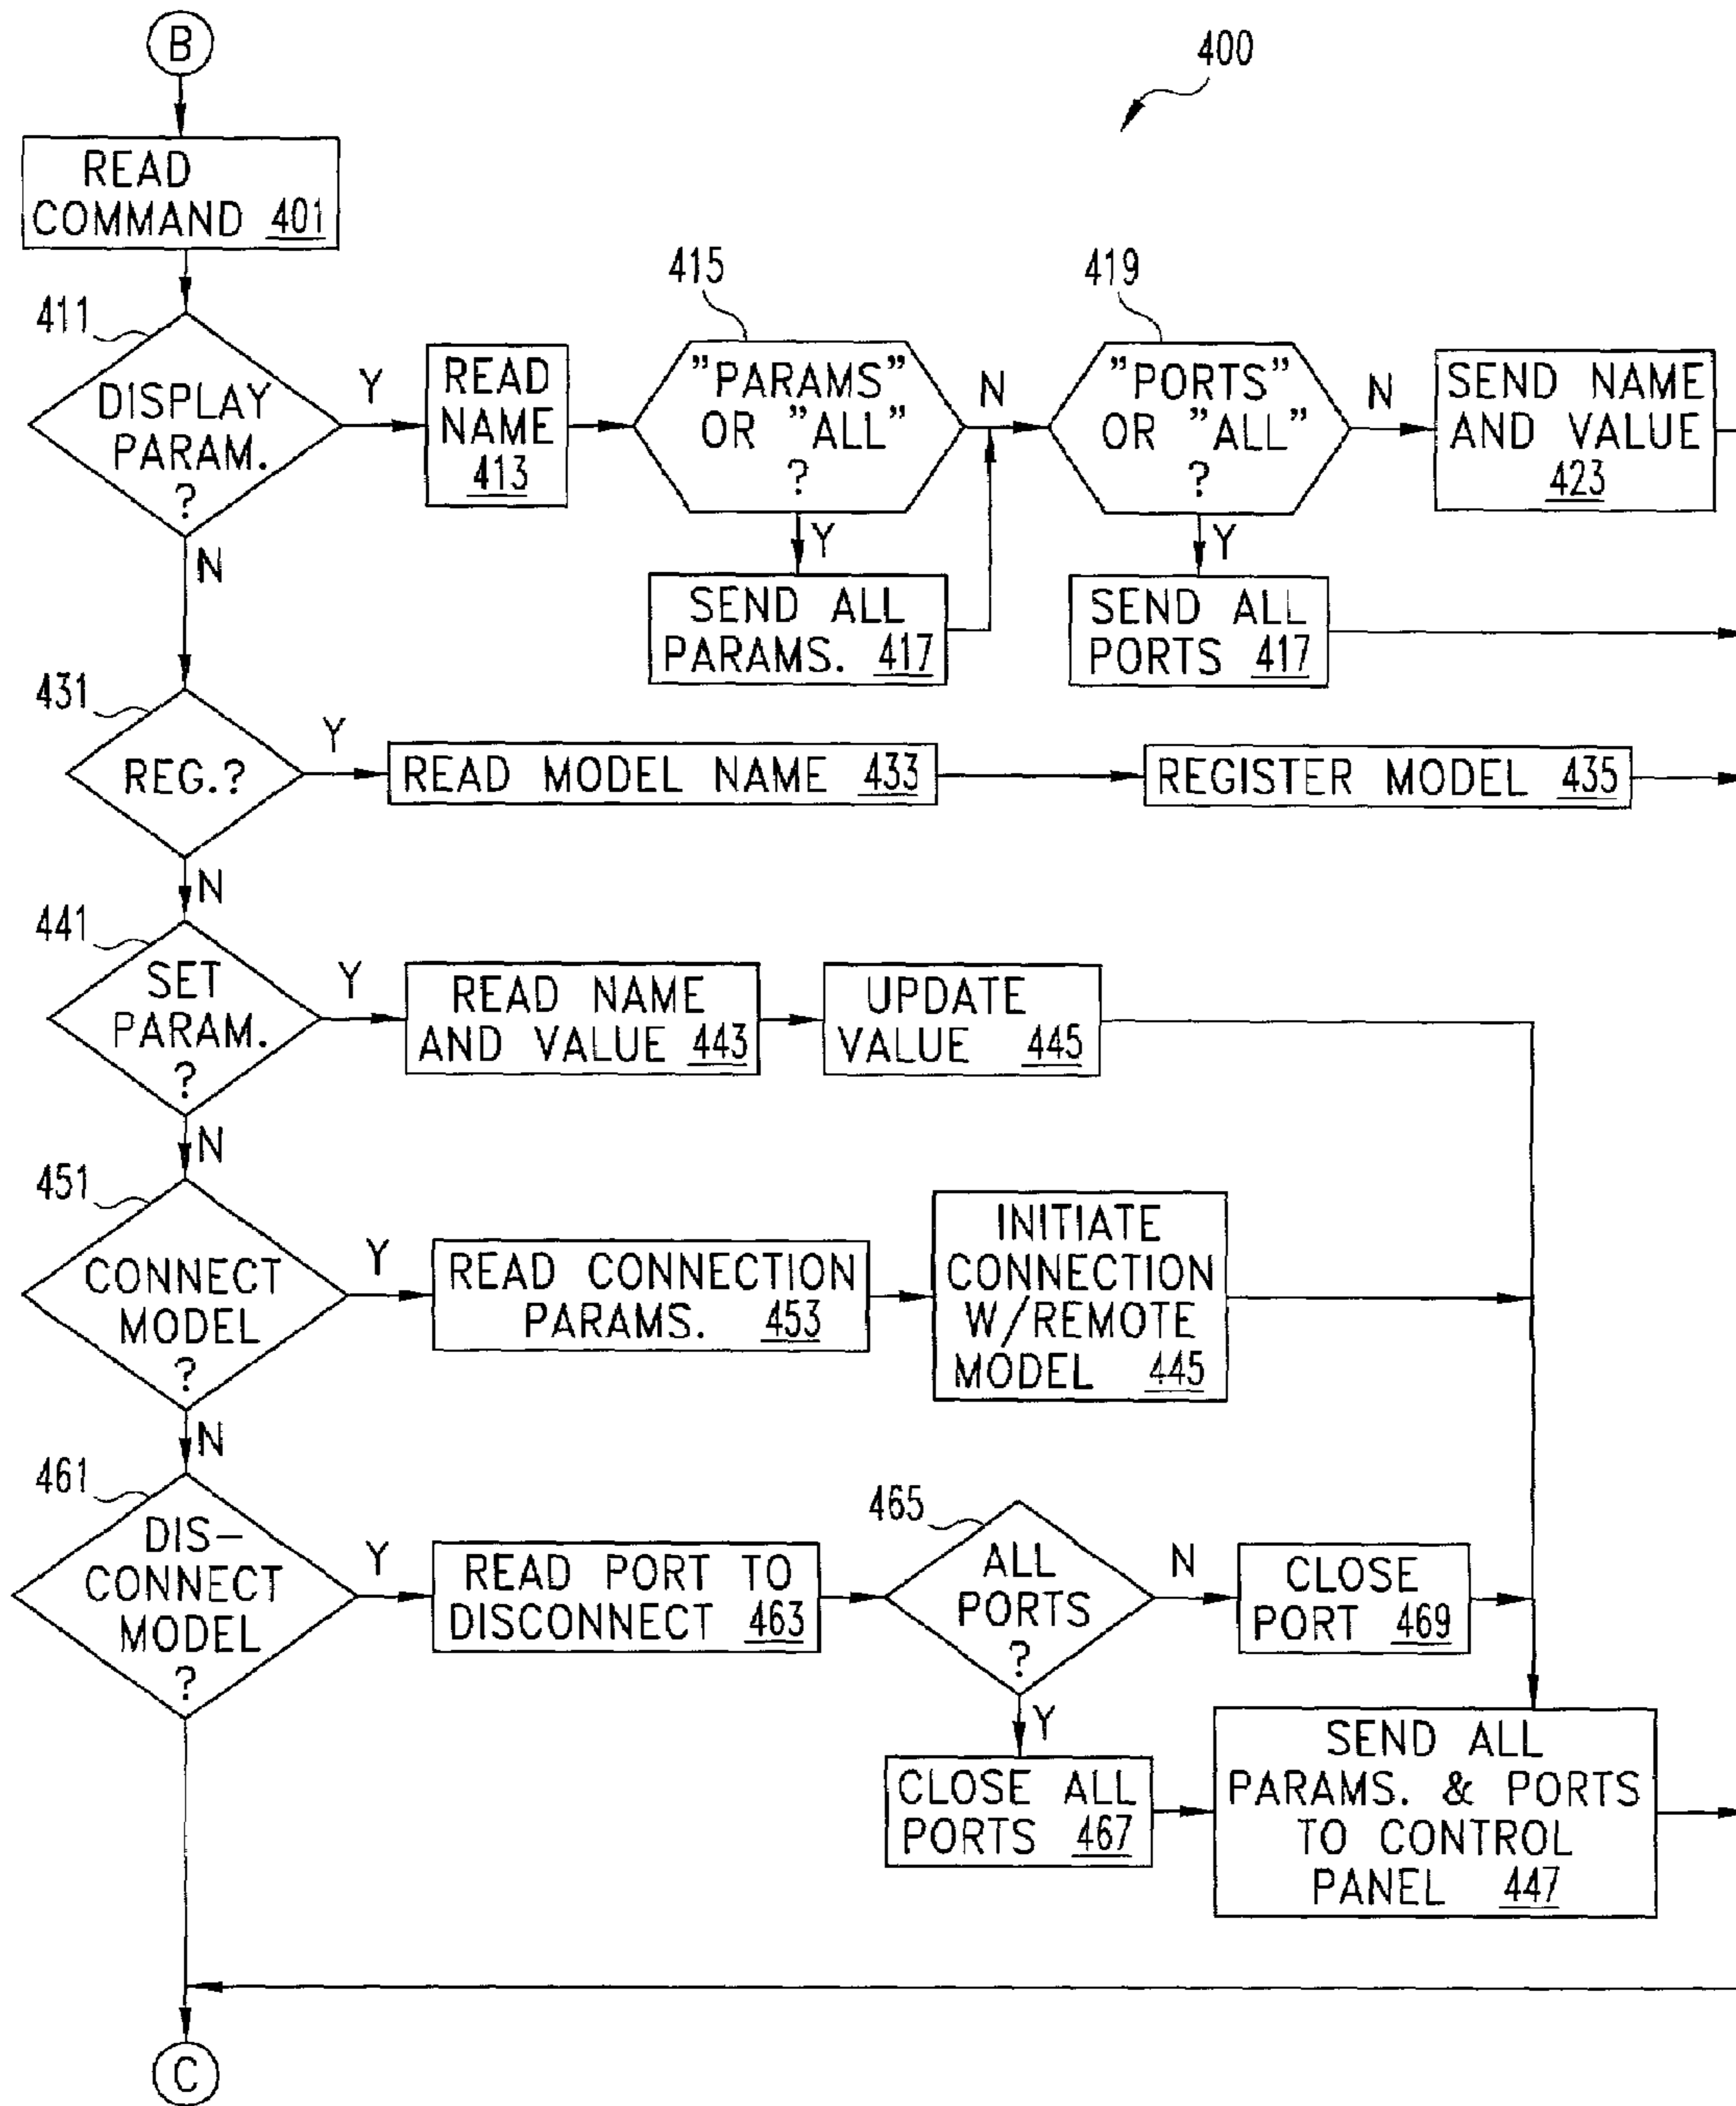 B
400
READ
COMMAND 401
411
DISPLAY
PARAM.
?
Y
N
READ
NAME
413
415
"PARAMS"
OR "ALL"
?
N
Y
SEND ALL
PARAMS. 417
419
"PORTS"
OR "ALL"
?
N
Y
SEND ALL
PORTS 417
SEND NAME
AND VALUE
423
431
REG.?
Y
N
READ MODEL NAME 433
REGISTER MODEL 435
441
SET
PARAM.
?
Y
N
READ NAME
AND VALUE 443
UPDATE
VALUE 445
451
CONNECT
MODEL
?
Y
N
READ CONNECTION
PARAMS. 453
INITIATE
CONNECTION
W/REMOTE
MODEL 445
461
DIS-
CONNECT
MODEL
?
Y
READ PORT TO
DISCONNECT 463
465
ALL
PORTS
?
N
Y
CLOSE
PORT 469
CLOSE ALL
PORTS 467
SEND ALL
PARAMS. & PORTS
TO CONTROL
PANEL 447
C